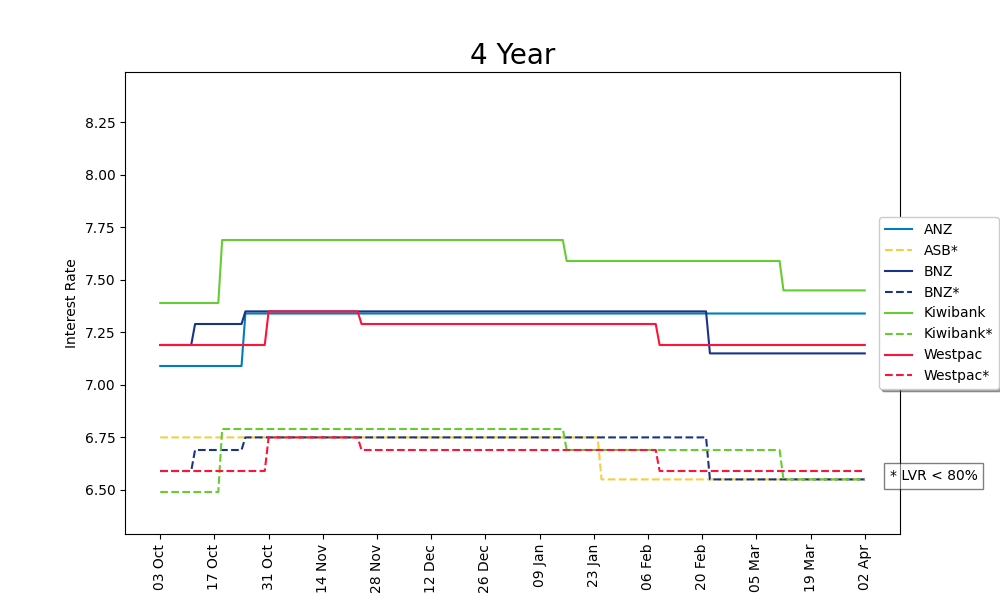 4 Year
Interest Rate
8.25
8.00
7.75
7.50
7.25
7.00
6.75
6.50
03 Oct
17 Oct
31 Oct
14 Nov
28 Nov
12 Dec
26 Dec
09 Jan
23 Jan
06 Feb
20 Feb
05 Mar
19 Mar
02 Apr
ANZ
ASB*
BNZ
BNZ*
Kiwibank
Kiwibank*
Westpac
Westpac*
* LVR < 80%